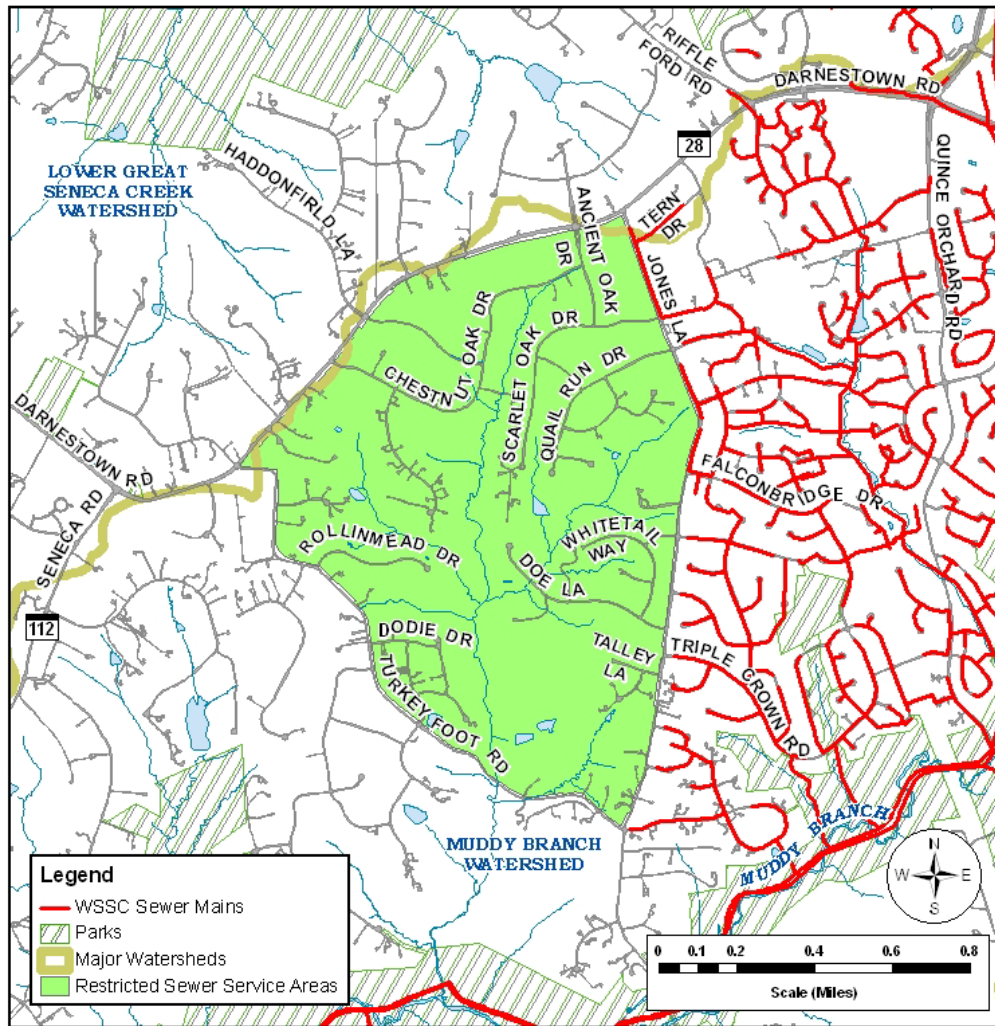 RIFFLE
FORD RD
DARNESTOWN RD
28
QUINCE ORCHARD RD
LOWER GREAT
SENECA CREEK
WATERSHED
HADDONFIRLD LA
TERN
DR
ANCIENT OAK
DR
JONES LA
CHESTNUT OAK DR
SCARLET OAK DR
QUAIL RUN DR
DARNESTOWN RD
SENECA RD
112
FALCONBRIDGE DR
ROLLINMEAD DR
WHITETAIL
WAY
DOE LA
DODIE DR
TALLEY
LA
TRIPLE CROWN RD
TURKEY FOOT RD
MUDDY BRANCH
WATERSHED
MUDDY BRANCH
N
W E
S
Legend
WSSC Sewer Mains
Parks
Major Watersheds
Restricted Sewer Service Areas
0 0.1 0.2 0.4 0.6 0.8
Scale (Miles)